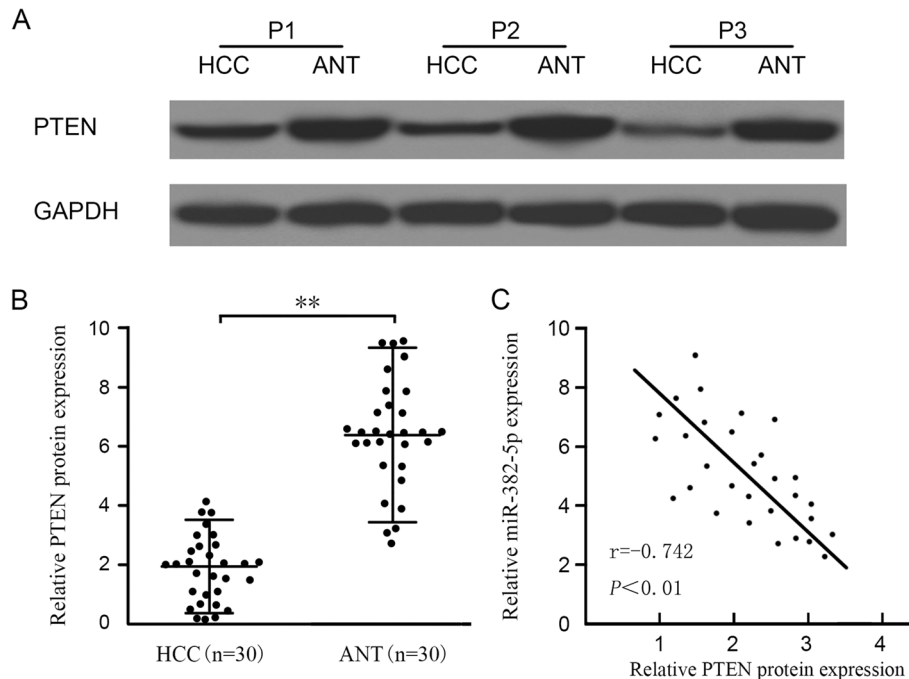 A
P1 P2 P3
HCC ANT HCC ANT HCC ANT
PTEN
GAPDH
B
**
Relative PTEN protein expression
10
8
6
4
2
0
HCC(n=30) ANT(n=30)
C
Relative miR-382-5p expression
10
8
6
4
2
0
r=-0.742
P<0.01
1 2 3 4
Relative PTEN protein expression